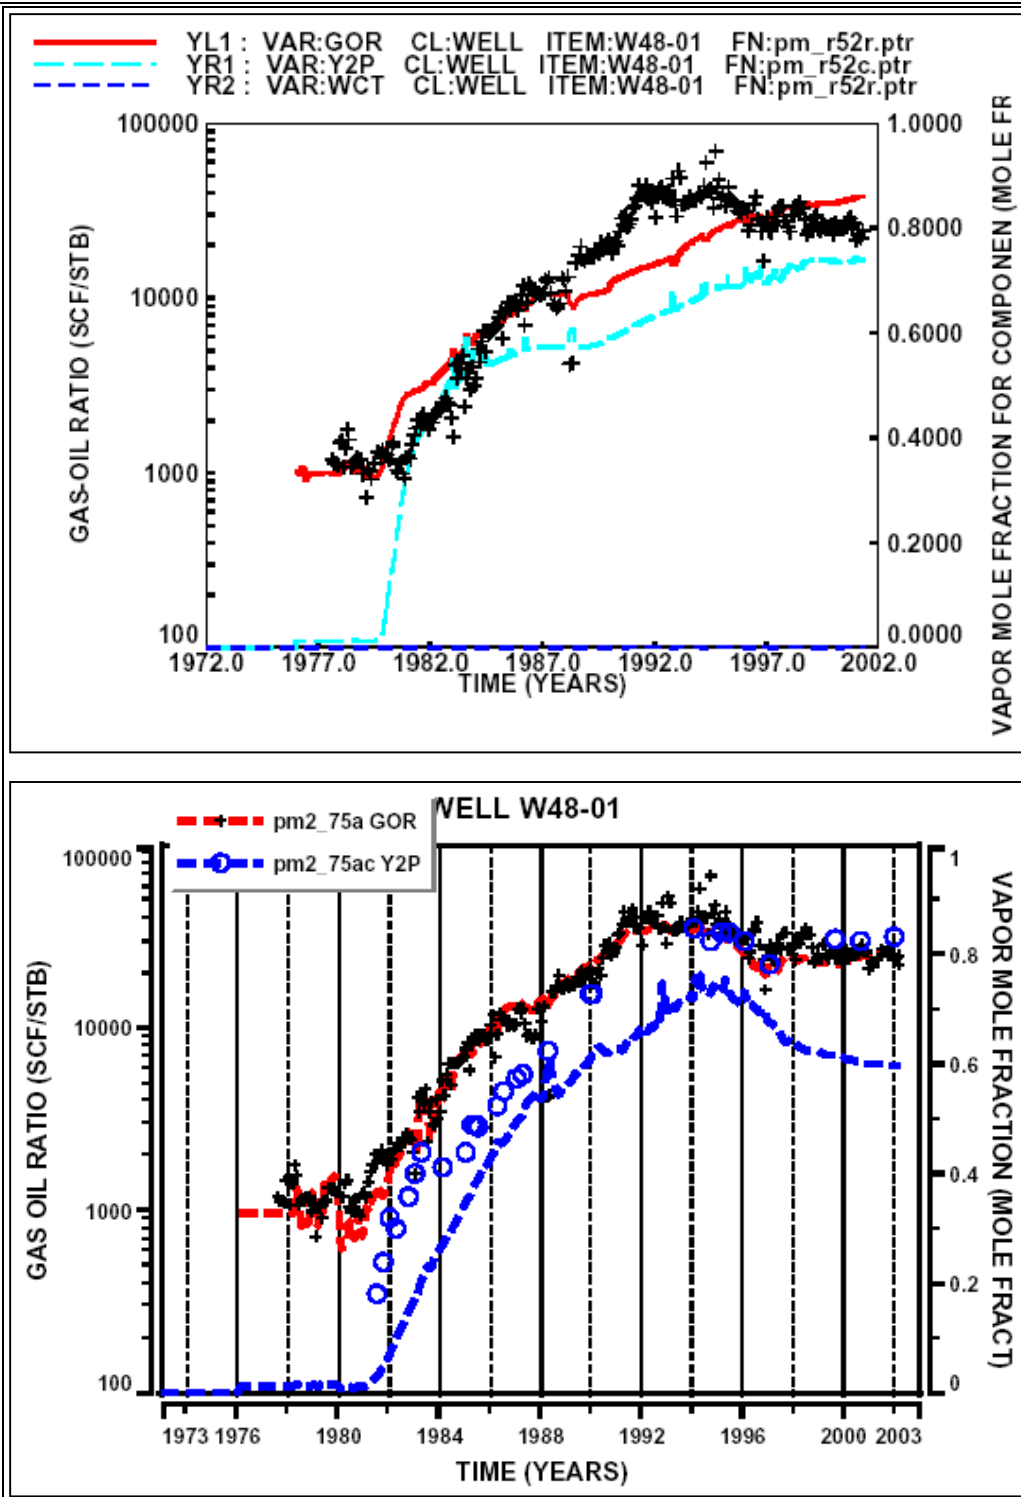 YL1 : VAR:GOR CL:WELL ITEM:W48-01 FN:pm_r52r.ptr
YR1 : VAR:Y2P CL:WELL ITEM:W48-01 FN:pm_r52c.ptr
YR2 : VAR:WCT CL:WELL ITEM:W48-01 FN:pm_r52r.ptr
GAS-OIL RATIO (SCF/STB)
100000
10000
1000
100
1.0000
0.8000
0.6000
0.4000
0.2000
0.0000
VAPOR MOLE FRACTION FOR COMPONEN (MOLE FR
1972.0 1977.0 1982.0 1987.0 1992.0 1997.0 2002.0
TIME (YEARS)
WELL W48-01
pm2_75a GOR
pm2_75ac Y2P
GAS OIL RATIO (SCF/STB)
100000
10000
1000
100
1
0.8
0.6
0.4
0.2
0
VAPOR MOLE FRACTION (MOLE FRACT)
1973 1976 1980 1984 1988 1992 1996 2000 2003
TIME (YEARS)